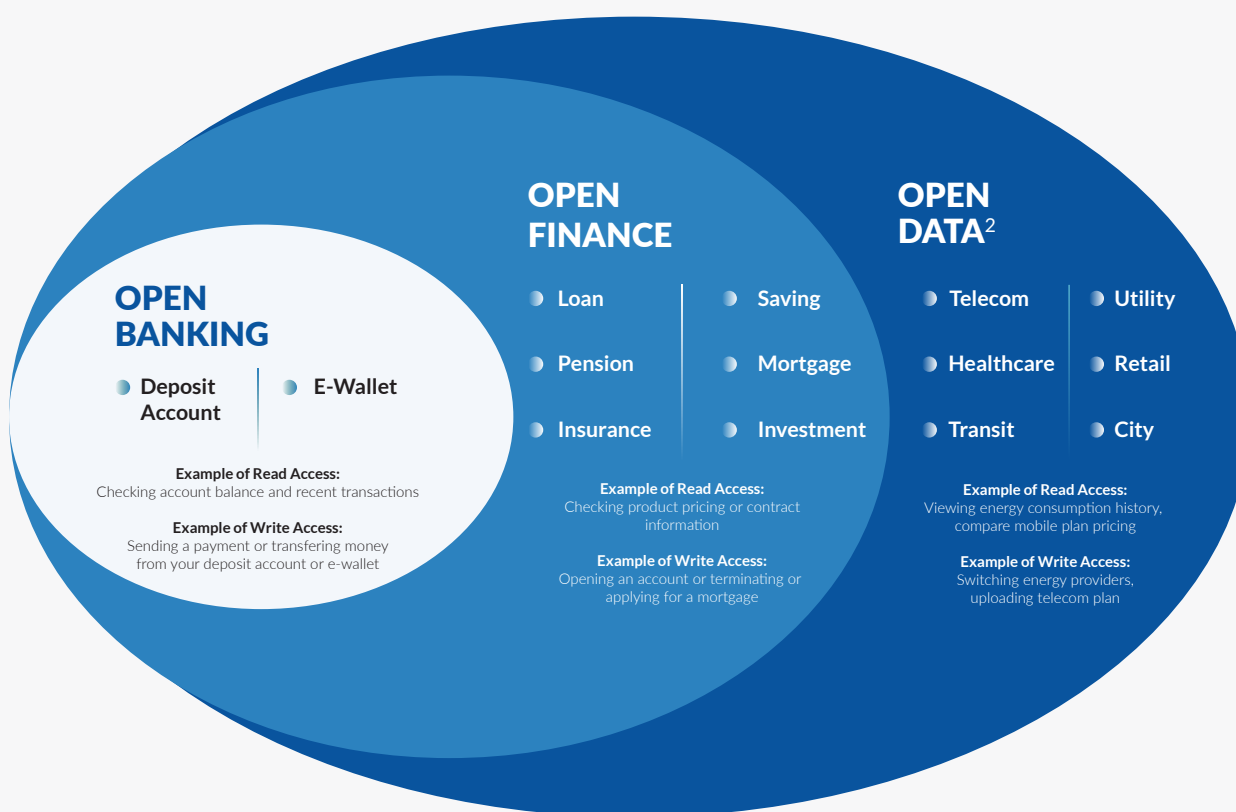 OPEN
BANKING
Deposit
Account
E-Wallet
Example of Read Access:
Checking account balance and recent transactions
Example of Write Access:
Sending a payment or transfering money
from your deposit account or e-wallet
OPEN
FINANCE
Loan
Saving
Pension
Mortgage
Insurance
Investment
Example of Read Access:
Checking product pricing or contract
information
Example of Write Access:
Opening an account or terminating or
applying for a mortgage
OPEN
DATA²
Telecom
Utility
Healthcare
Retail
Transit
City
Example of Read Access:
Viewing energy consumption history,
compare mobile plan pricing
Example of Write Access:
Switching energy providers,
uploading telecom plan